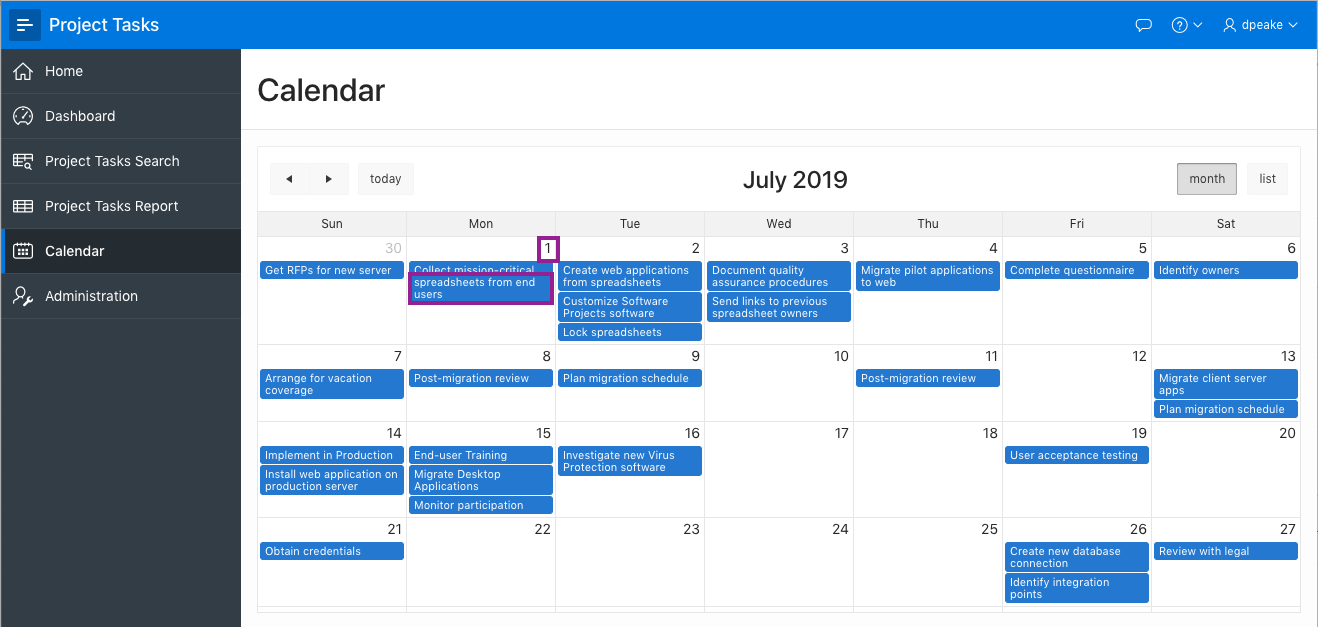 Project Tasks
dpeake
Home
Dashboard
Project Tasks Search
Project Tasks Report
Calendar
Administration
Calendar
today
July 2019
month
list
Sun Mon Tue Wed Thu Fri Sat
30 1 2 3 4 5 6
Get RFPs for new server
Collect mission-critical
spreadsheets from end
users
Create web applications
from spreadsheets
Customize Software
Projects software
Lock spreadsheets
Document quality
assurance procedures
Send links to previous
spreadsheet owners
Migrate pilot applications
to web
Complete questionnaire
Identify owners
7 8 9 10 11 12 13
Arrange for vacation
coverage
Post-migration review
Plan migration schedule
Post-migration review
Migrate client server
apps
Plan migration schedule
14 15 16 17 18 19 20
Implement in Production
Install web application on
production server
End-user Training
Migrate Desktop
Applications
Monitor participation
Investigate new Virus
Protection software
User acceptance testing
21 22 23 24 25 26 27
Obtain credentials
Create new database
connection
Identify integration
points
Review with legal